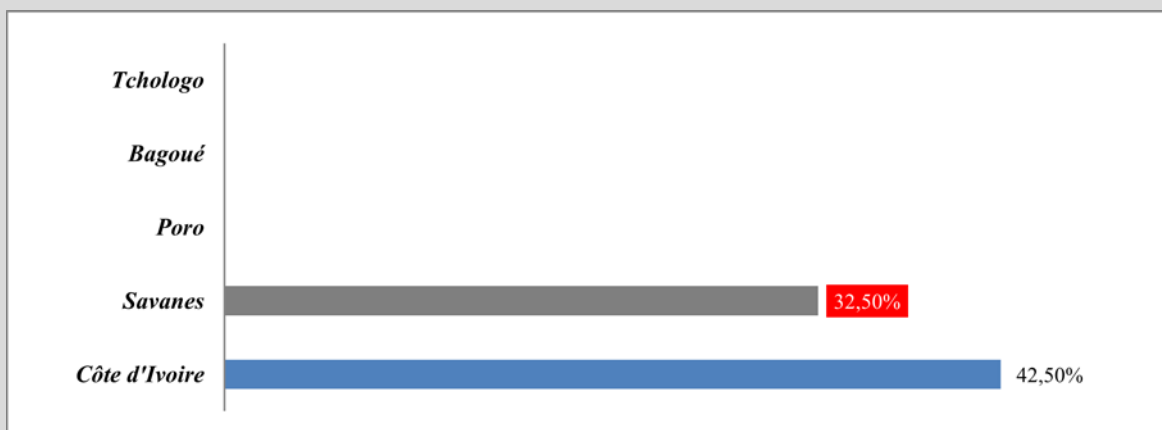 Tchologo
Bagoué
Poro
Savanes 32,50%
Côte d'Ivoire 42,50%